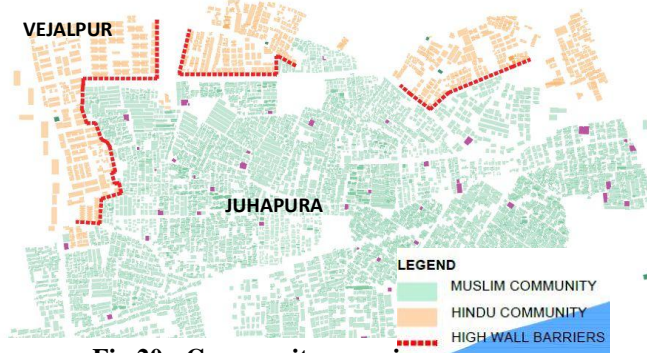 VEJALPUR
JUHAPURA
LEGEND
MUSLIM COMMUNITY
HINDU COMMUNITY
HIGH WALL BARRIERS